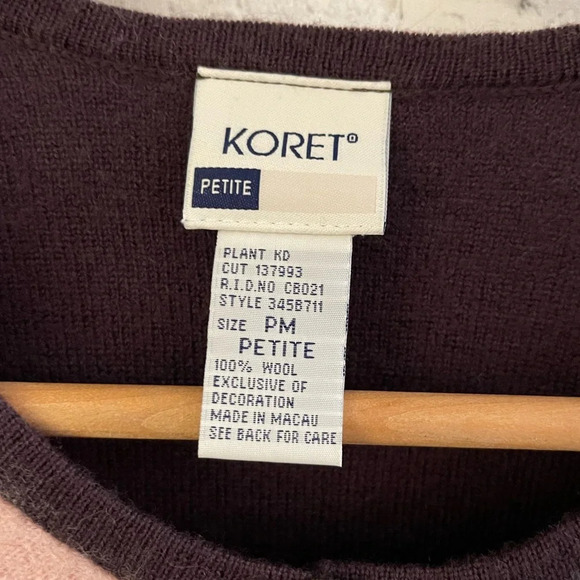 KORET®
PETITE
PLANT KD
CUT 137993
R.I.D.NO CB021
STYLE 345B711
SIZE PM
PETITE
100% WOOL
EXCLUSIVE OF
DECORATION
MADE IN MACAU
SEE BACK FOR CARE